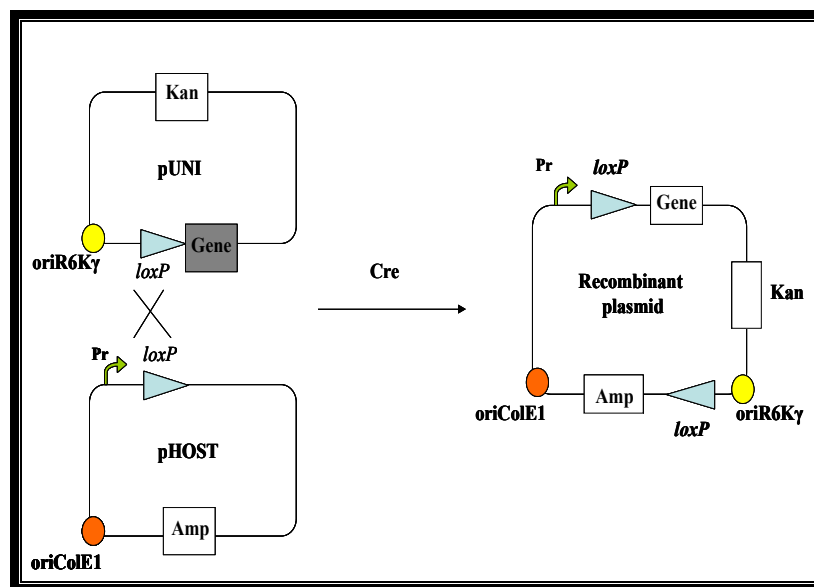 Kan
pUNI
Gene
oriR6Kγ
loxP
Pr
loxP
pHOST
Amp
oriColE1
Cre
Pr
loxP
Gene
Recombinant
plasmid
Kan
oriColE1
Amp
loxP
oriR6Kγ